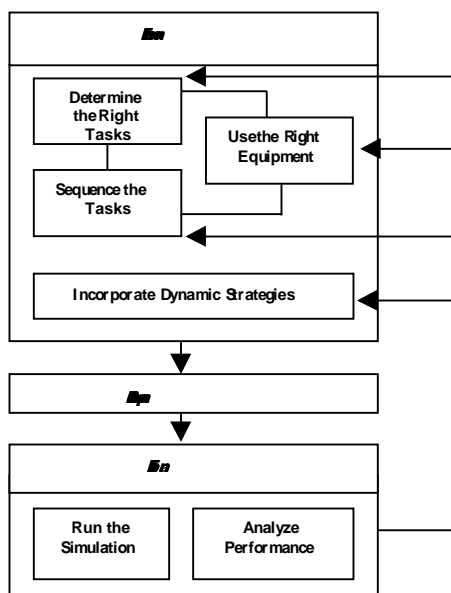 Determine
the Right
Tasks
Usethe Right
Equipment
Sequence the
Tasks
Incorporate Dynamic Strategies
Run the
Simulation
Analyze
Performance